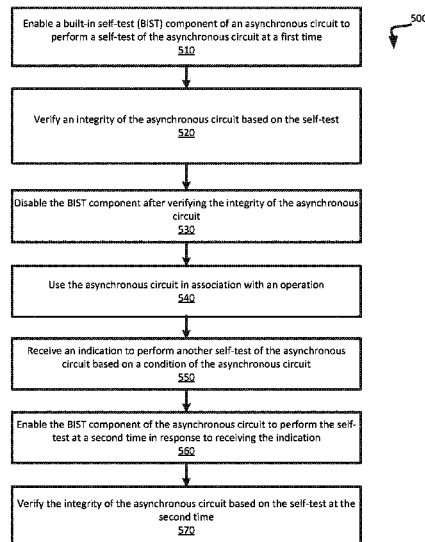 500
Enable a built-in self-test (BIST) component of an asynchronous circuit to
perform a self-test of the asynchronous circuit at a first time
510
Verify an integrity of the asynchronous circuit based on the self-test
520
Disable the BIST component after verifying the integrity of the asynchronous
circuit
530
Use the asynchronous circuit in association with an operation
540
Receive an indication to perform another self-test of the asynchronous
circuit based on a condition of the asynchronous circuit
550
Enable the BIST component of the asynchronous circuit to perform the self-
test at a second time in response to receiving the indication
560
Verify the integrity of the asynchronous circuit based on the self-test at the
second time
570